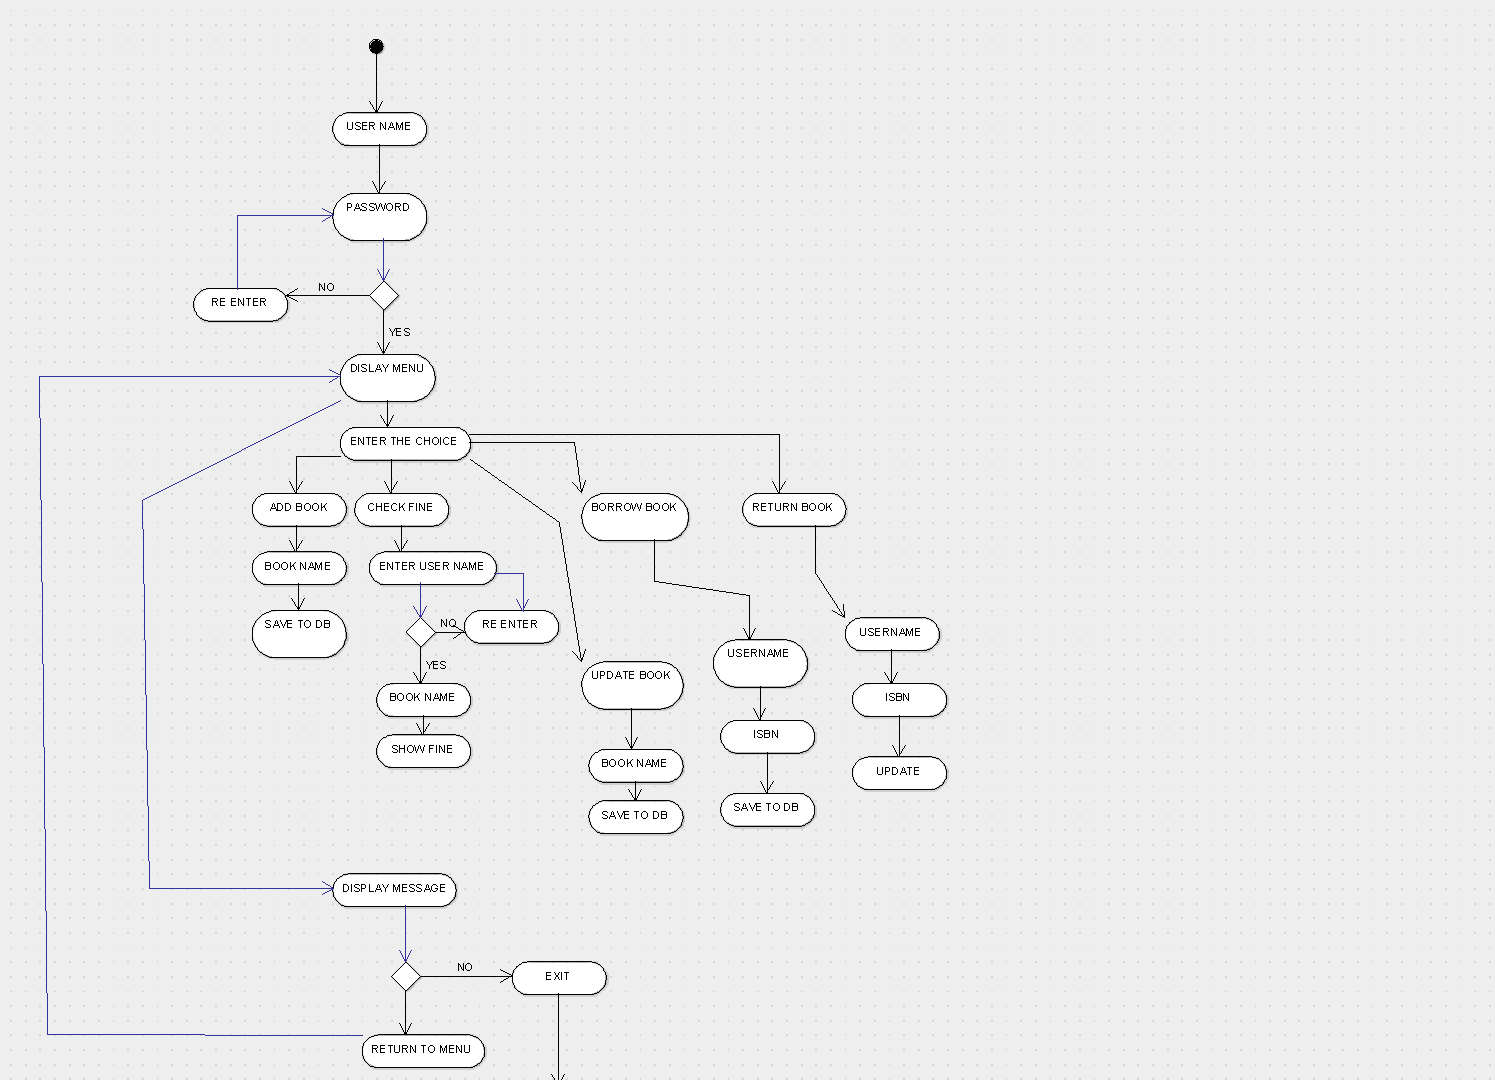 USER NAME
PASSWORD
NO
RE ENTER
YES
DISLAY MENU
ENTER THE CHOICE
ADD BOOK
CHECK FINE
BORROW BOOK
RETURN BOOK
BOOK NAME
ENTER USER NAME
SAVE TO DB
NO
RE ENTER
USERNAME
USERNAME
YES
UPDATE BOOK
BOOK NAME
ISBN
ISBN
SHOW FINE
BOOK NAME
UPDATE
SAVE TO DB
SAVE TO DB
DISPLAY MESSAGE
NO
EXIT
RETURN TO MENU